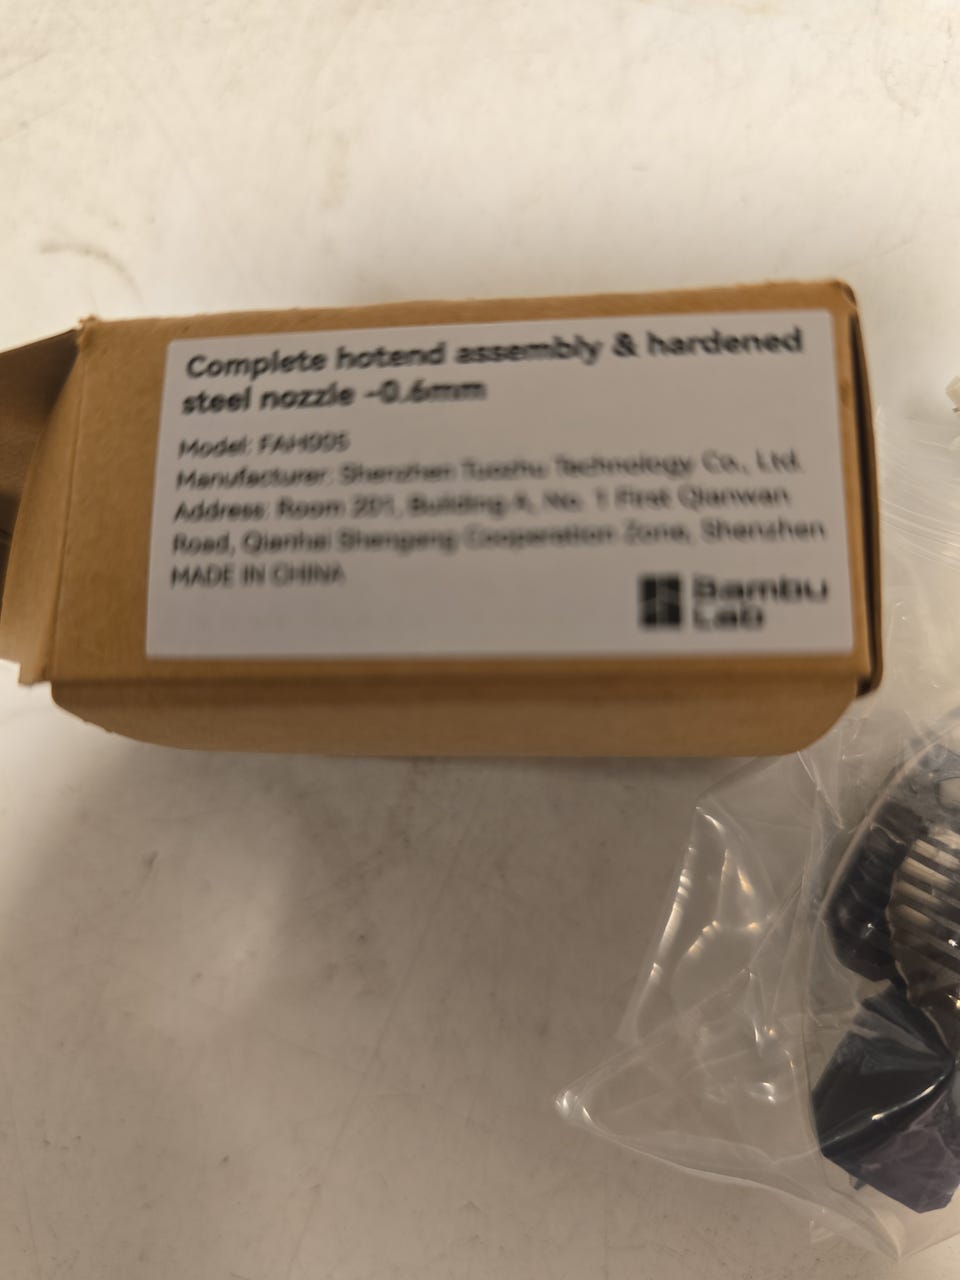 Complete hotend assembly & hardened
steel nozzle -0.6mm
Model: FAH005
Manufacturer: Shenzhen Tuozhu Technology Co., Ltd.
Address: Room 201, Building A, No. 1 First Qianwan
Road, Qianhai Shengang Cooperation Zone, Shenzhen
MADE IN CHINA
Bambu
Lab